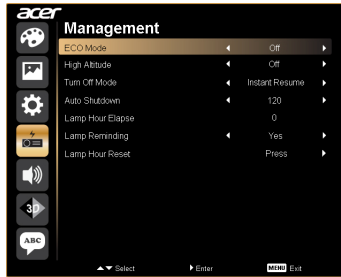 acer
Management
ECO Mode Off
High Altitude Off
Turn Off Mode Instant Resume
Auto Shutdown 120
Lamp Hour Elapse 0
Lamp Reminding Yes
Lamp Hour Reset Press
3D
ABC
Select Enter MENU Exit